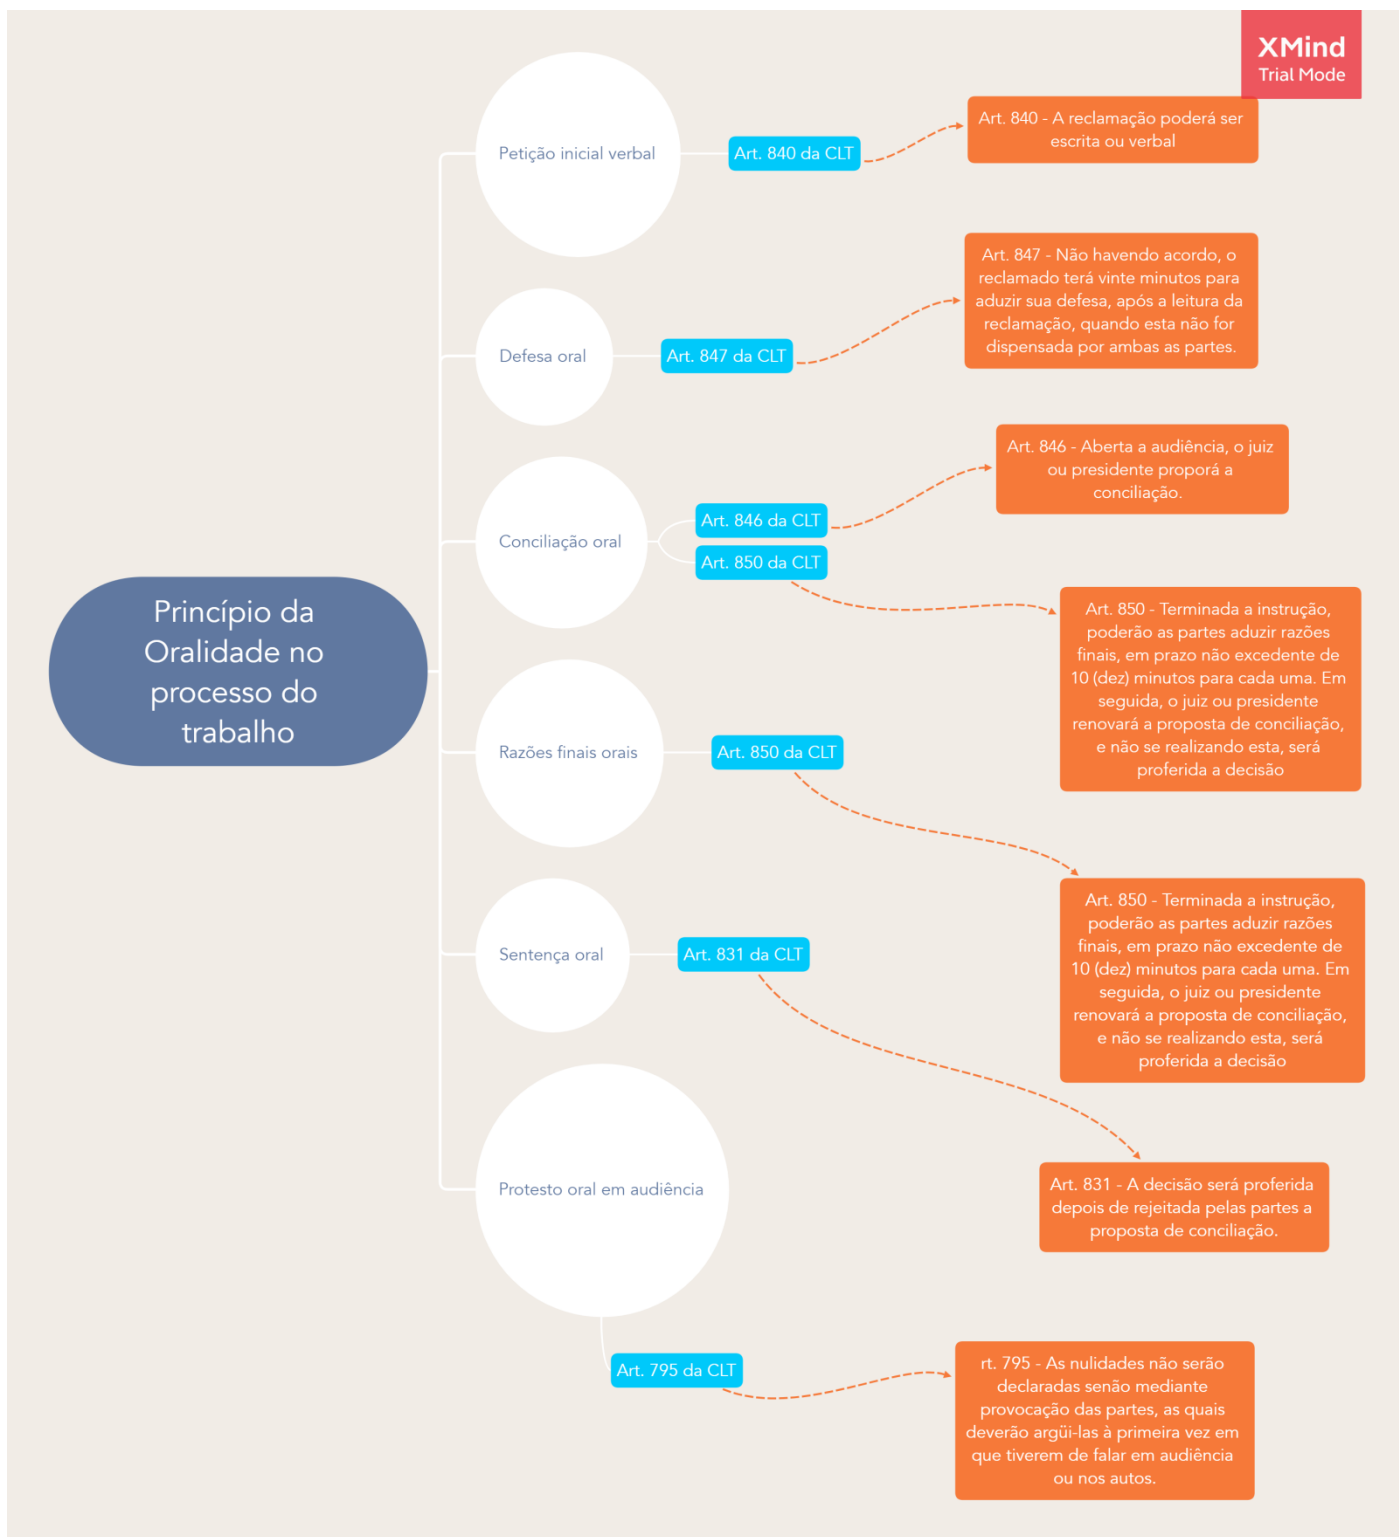 XMind
Trial Mode
Princípio da
Oralidade no
processo do
trabalho
Petição inicial verbal
Art. 840 da CLT
Art. 840 - A reclamação poderá ser
escrita ou verbal
Defesa oral
Art. 847 da CLT
Art. 847 - Não havendo acordo, o
reclamado terá vinte minutos para
aduzir sua defesa, após a leitura da
reclamação, quando esta não for
dispensada por ambas as partes.
Conciliação oral
Art. 846 da CLT
Art. 846 - Aberta a audiência, o juiz
ou presidente proporá a
conciliação.
Art. 850 da CLT
Art. 850 - Terminada a instrução,
poderão as partes aduzir razões
finais, em prazo não excedente de
10 (dez) minutos para cada uma. Em
seguida, o juiz ou presidente
renovará a proposta de conciliação,
e não se realizando esta, será
proferida a decisão
Razões finais orais
Art. 850 da CLT
Art. 850 - Terminada a instrução,
poderão as partes aduzir razões
finais, em prazo não excedente de
10 (dez) minutos para cada uma. Em
seguida, o juiz ou presidente
renovará a proposta de conciliação,
e não se realizando esta, será
proferida a decisão
Sentença oral
Art. 831 da CLT
Art. 831 - A decisão será proferida
depois de rejeitada pelas partes a
proposta de conciliação.
Protesto oral em audiência
Art. 795 da CLT
rt. 795 - As nulidades não serão
declaradas senão mediante
provocação das partes, as quais
deverão argüi-las à primeira vez em
que tiverem de falar em audiência
ou nos autos.